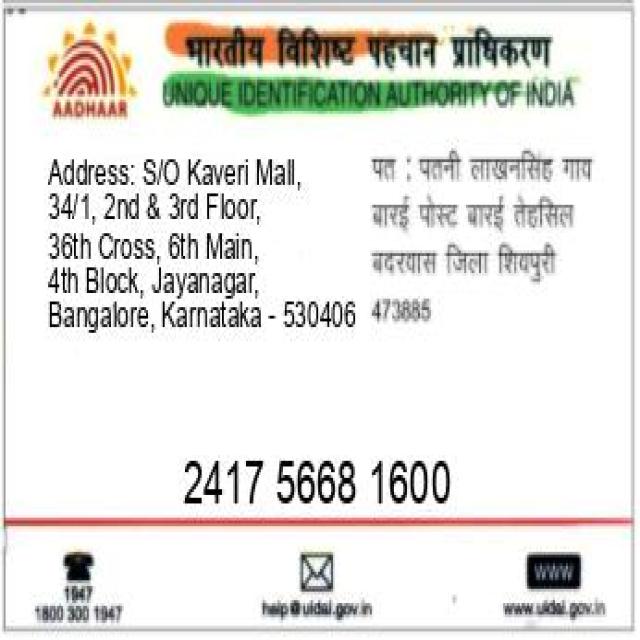 भारतीय विशिष्ट पहचान प्राधिकरण
AADHAAR
UNIQUE IDENTIFICATION AUTHORITY OF INDIA
Address: S/O Kaveri Mall,
34/1, 2nd & 3rd Floor,
36th Cross, 6th Main,
4th Block, Jayanagar,
Bangalore, Karnataka - 530406
पत : पतनी लाखनसिंह गाय
बारई पोस्ट बारई तेहसिल
बदरवास जिला शिवपुरी
473885
2417 5668 1600
1947
1800 300 1947
help@uidai.gov.in
www
www.uidai.gov.in